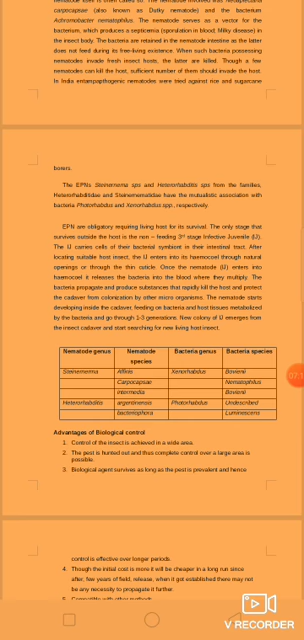 carpocapsae (also known as Dutky nematode) and the bacterium
Achromobacter nematophilus. The nematode serves as a vector for the
bacterium, which produces a septicemia (sporulation in blood; Milky disease) in
the insect body. The bacteria are retained in the nematode intestine as the latter
does not feed during its free-living existence. When such bacteria possessing
nematodes invade fresh insect hosts, the latter are killed. Though a few
nematodes can kill the host, sufficient number of them should invade the host.
In India entomopathogenic nematodes were tried against rice and sugarcane
borers.
The EPNs Steinernema sps and Heterorhabditis sps from the families,
Heterorhabditidae and Steinernematidae have the mutualistic association with
bacteria Photorhabdus and Xenorhabdus spp., respectively.
EPN are obligatory requiring living host for its survival. The only stage that
survives outside the host is the non – feeding 3rd stage Infective Juvenile (IJ).
The IJ carries cells of their bacterial symbiont in their intestinal tract. After
locating suitable host insect, the IJ enters into its haemocoel through natural
openings or through the thin cuticle. Once the nematode (IJ) enters into
haemocoel it releases the bacteria into the blood where they multiply. The
bacteria propagate and produce substances that rapidly kill the host and protect
the cadaver from colonization by other micro organisms. The nematode starts
developing inside the cadaver, feeding on bacteria and host tissues metabolized
by the bacteria and go through 1-3 generations. New colony of IJ emerges from
the insect cadaver and start searching for new living host insect.
Nematode genus Nematode species Bacteria genus Bacteria species
Steinernema Affinis Xenorhabdus Bovienii
Carpocapsae Nematophilus
intermedia Bovienii
Heterorhabditis argentinensis Photorhabdus Undescribed
bacteriophora Luminescens
Advantages of Biological control
1. Control of the insect is achieved in a wide area.
2. The pest is hunted out and thus complete control over a large area is
possible.
3. Biological agent survives as long as the pest is prevalent and hence
control is effective over longer periods.
4. Though the initial cost is more it will be cheaper in a long run since
after, few years of field, release, when it got established there may not
be any necessity to propagate it further.
V RECORDER